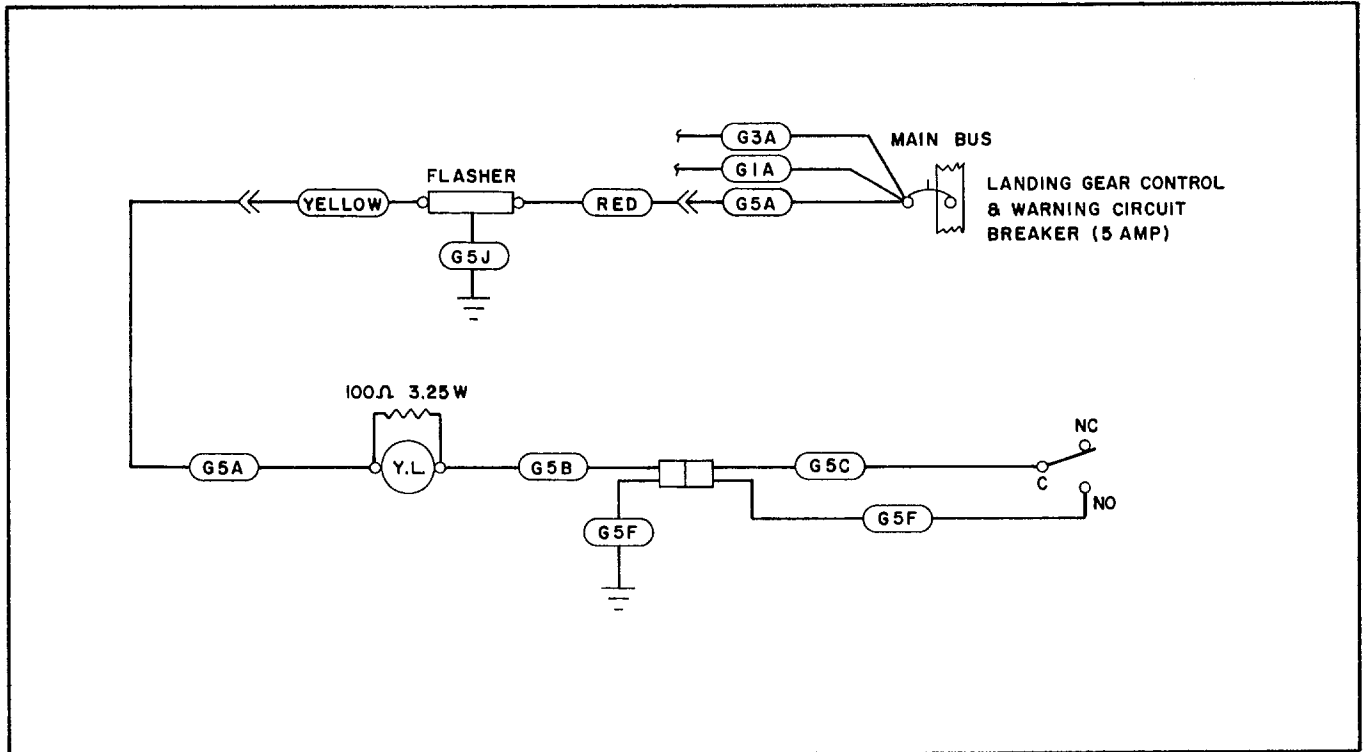 G3A
MAIN BUS
G1A
FLASHER
LANDING GEAR CONTROL
& WARNING CIRCUIT
BREAKER (5 AMP)
YELLOW
RED
G5A
G5J
100Ω 3.25W
NC
G5A
Y.L
G5B
G5C
C
NO
G5F
G5F